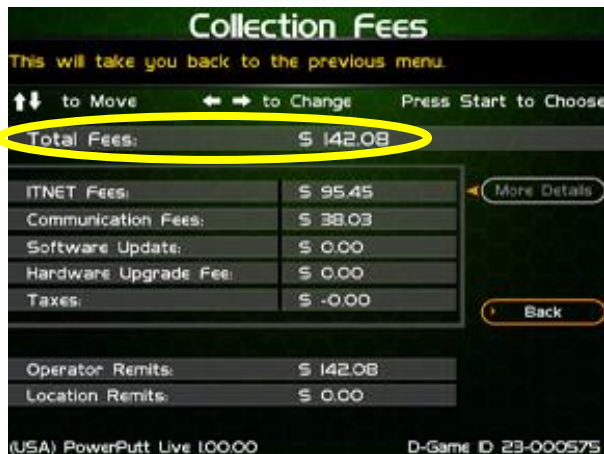 Collection Fees
This will take you back to the previous menu.
to Move to Change Press Start to Choose
Total Fees: $ 142.08
ITNET Fees: $ 95.45
More Details
Communication Fees: $ 38.03
Software Update: $ 0.00
Hardware Upgrade Fee: $ 0.00
Taxes: $ -0.00
Back
Operator Remits: $ 142.08
Location Remits: $ 0.00
(USA) PowerPutt Live 1.00.00 D-Game ID 23-000575